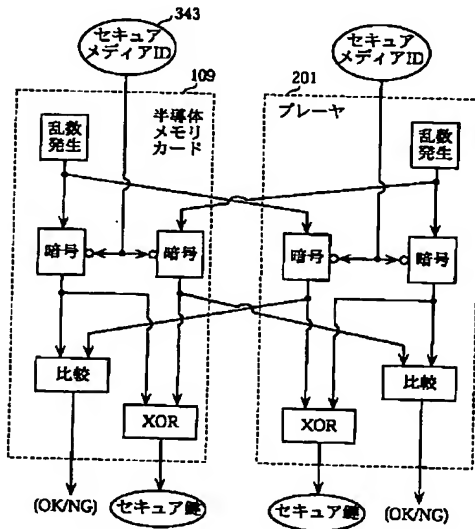 343
セキュア
メディアID
セキュア
メディアID
109
201
半導体
メモリ
カード
プレーヤ
乱数
発生
乱数
発生
暗号
暗号
暗号
暗号
比較
XOR
XOR
比較
(OK/NG)
セキュア鍵
セキュア鍵
(OK/NG)